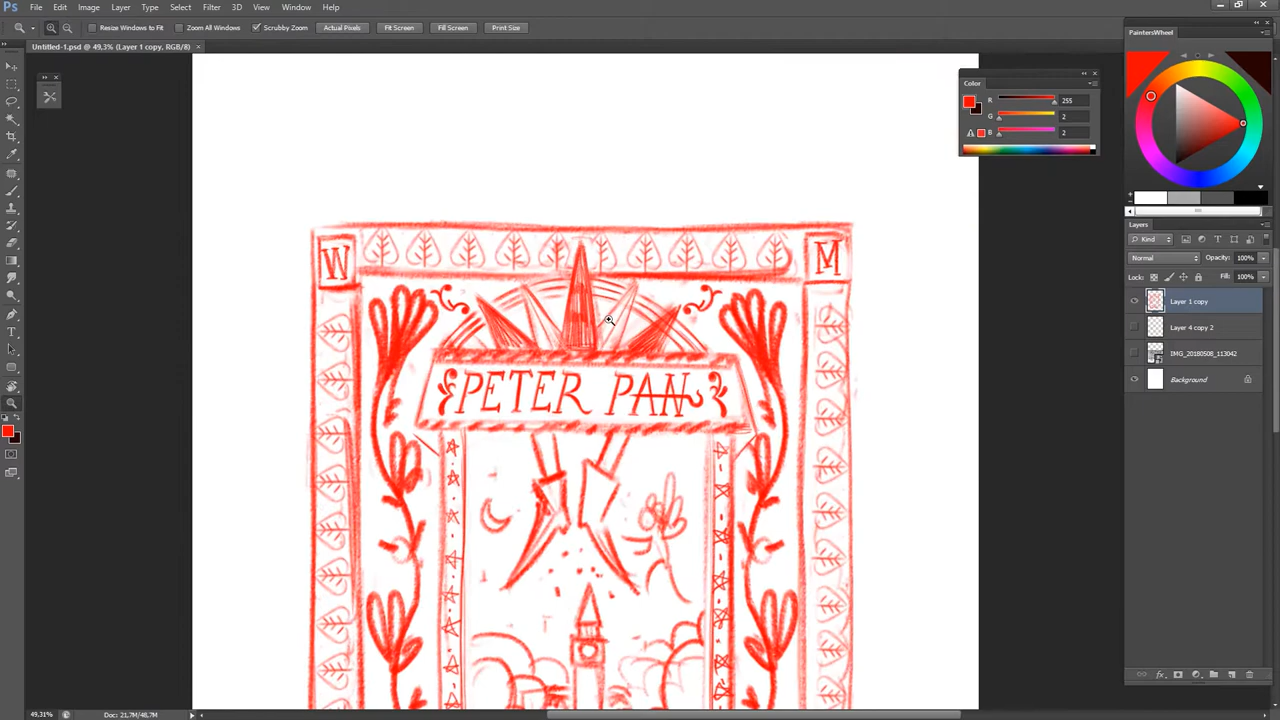 Ps File Edit Image Layer Type Select Filter 3D View Window Help
Resize Windows to Fit Zoom All Windows Scrubby Zoom Actual Pixels Fit Screen Fill Screen Print Size
Untitled-1.psd @ 49,3% (Layer 1 copy, RGB/8) ×
PaintersWheel
Color
R 255
G 2
B 2
Layers
Kind
Normal Opacity: 100%
Lock: Fill: 100%
Layer 1 copy
Layer 4 copy 2
IMG_20180508_113042
Background
W M
PETER PAN
49.31% Doc: 21,7M/48,7M